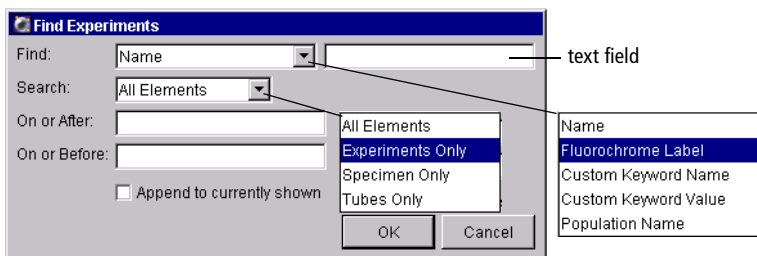 Find Experiments
Find: Name text field
Search: All Elements
On or After: All Elements Name
Experiments Only Fluorochrome Label
On or Before: Specimen Only Custom Keyword Name
Append to currently shown Tubes Only Custom Keyword Value
OK Cancel Population Name